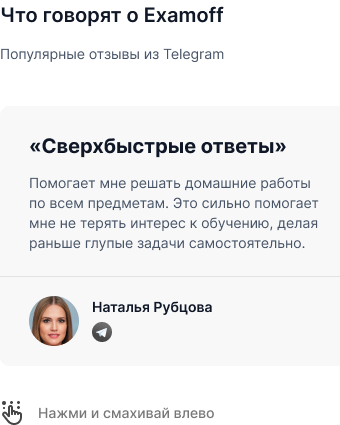 Что говорят о Examoff
Популярные отзывы из Telegram
«Сверхбыстрые ответы»
Помогает мне решать домашние работы
по всем предметам. Это сильно помогает
мне не терять интерес к обучению, делая
раньше глупые задачи самостоятельно.
Наталья Рубцова
Нажми и смахивай влево